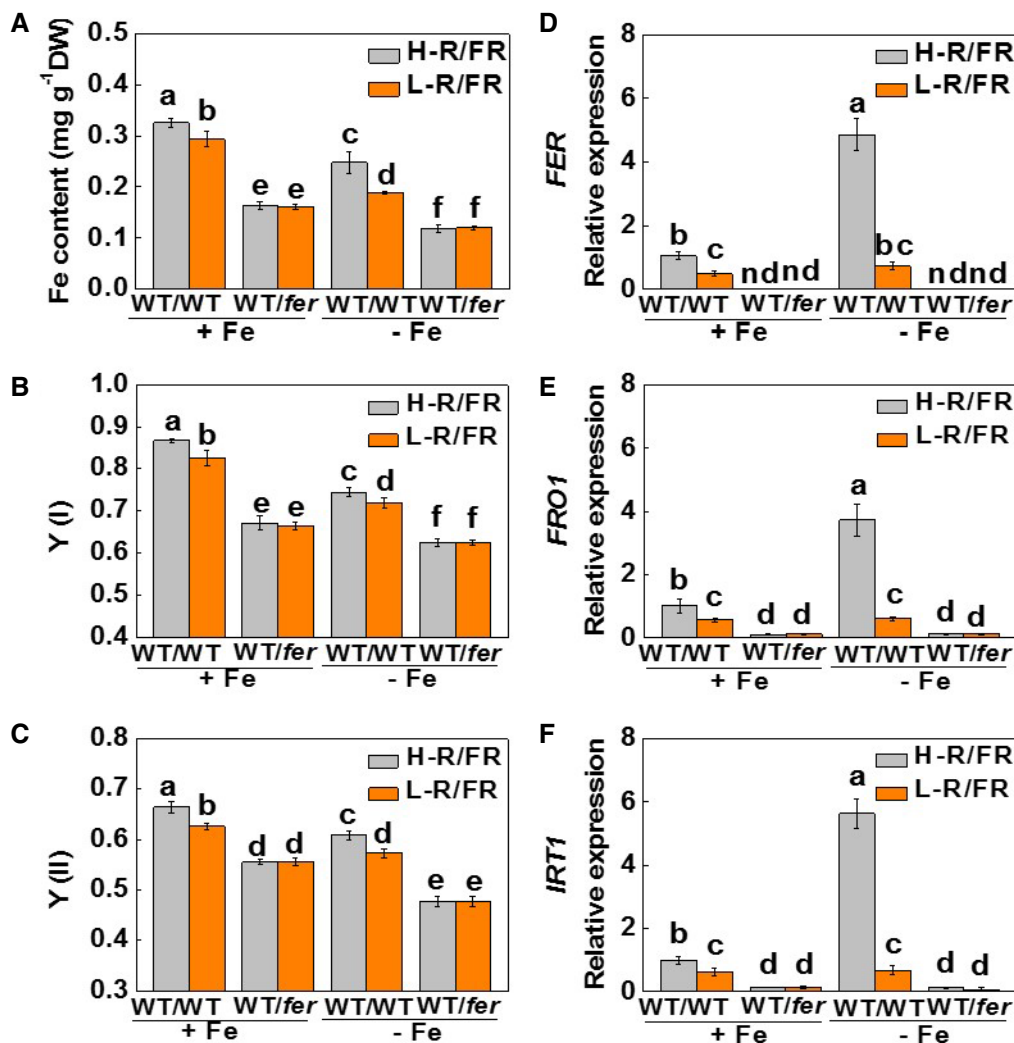 A
Fe content (mg g⁻¹DW)
0.5
0.4
0.3
0.2
0.1
0.0
H-R/FR
L-R/FR
a b e e c d f f
WT/WT WT/fer WT/WT WT/fer
+ Fe - Fe
D
FER
Relative expression
8
6
4
2
0
H-R/FR
L-R/FR
b c nd nd a bc nd nd
WT/WT WT/fer WT/WT WT/fer
+ Fe - Fe
B
Y (I)
1.0
0.9
0.8
0.7
0.6
0.5
0.4
H-R/FR
L-R/FR
a b e e c d f f
WT/WT WT/fer WT/WT WT/fer
+ Fe - Fe
E
FRO1
Relative expression
8
6
4
2
0
H-R/FR
L-R/FR
b c d d a c d d
WT/WT WT/fer WT/WT WT/fer
+ Fe - Fe
C
Y (II)
0.8
0.7
0.6
0.5
0.4
0.3
H-R/FR
L-R/FR
a b d d c d e e
WT/WT WT/fer WT/WT WT/fer
+ Fe - Fe
F
IRT1
Relative expression
8
6
4
2
0
H-R/FR
L-R/FR
b c d d a c d d
WT/WT WT/fer WT/WT WT/fer
+ Fe - Fe